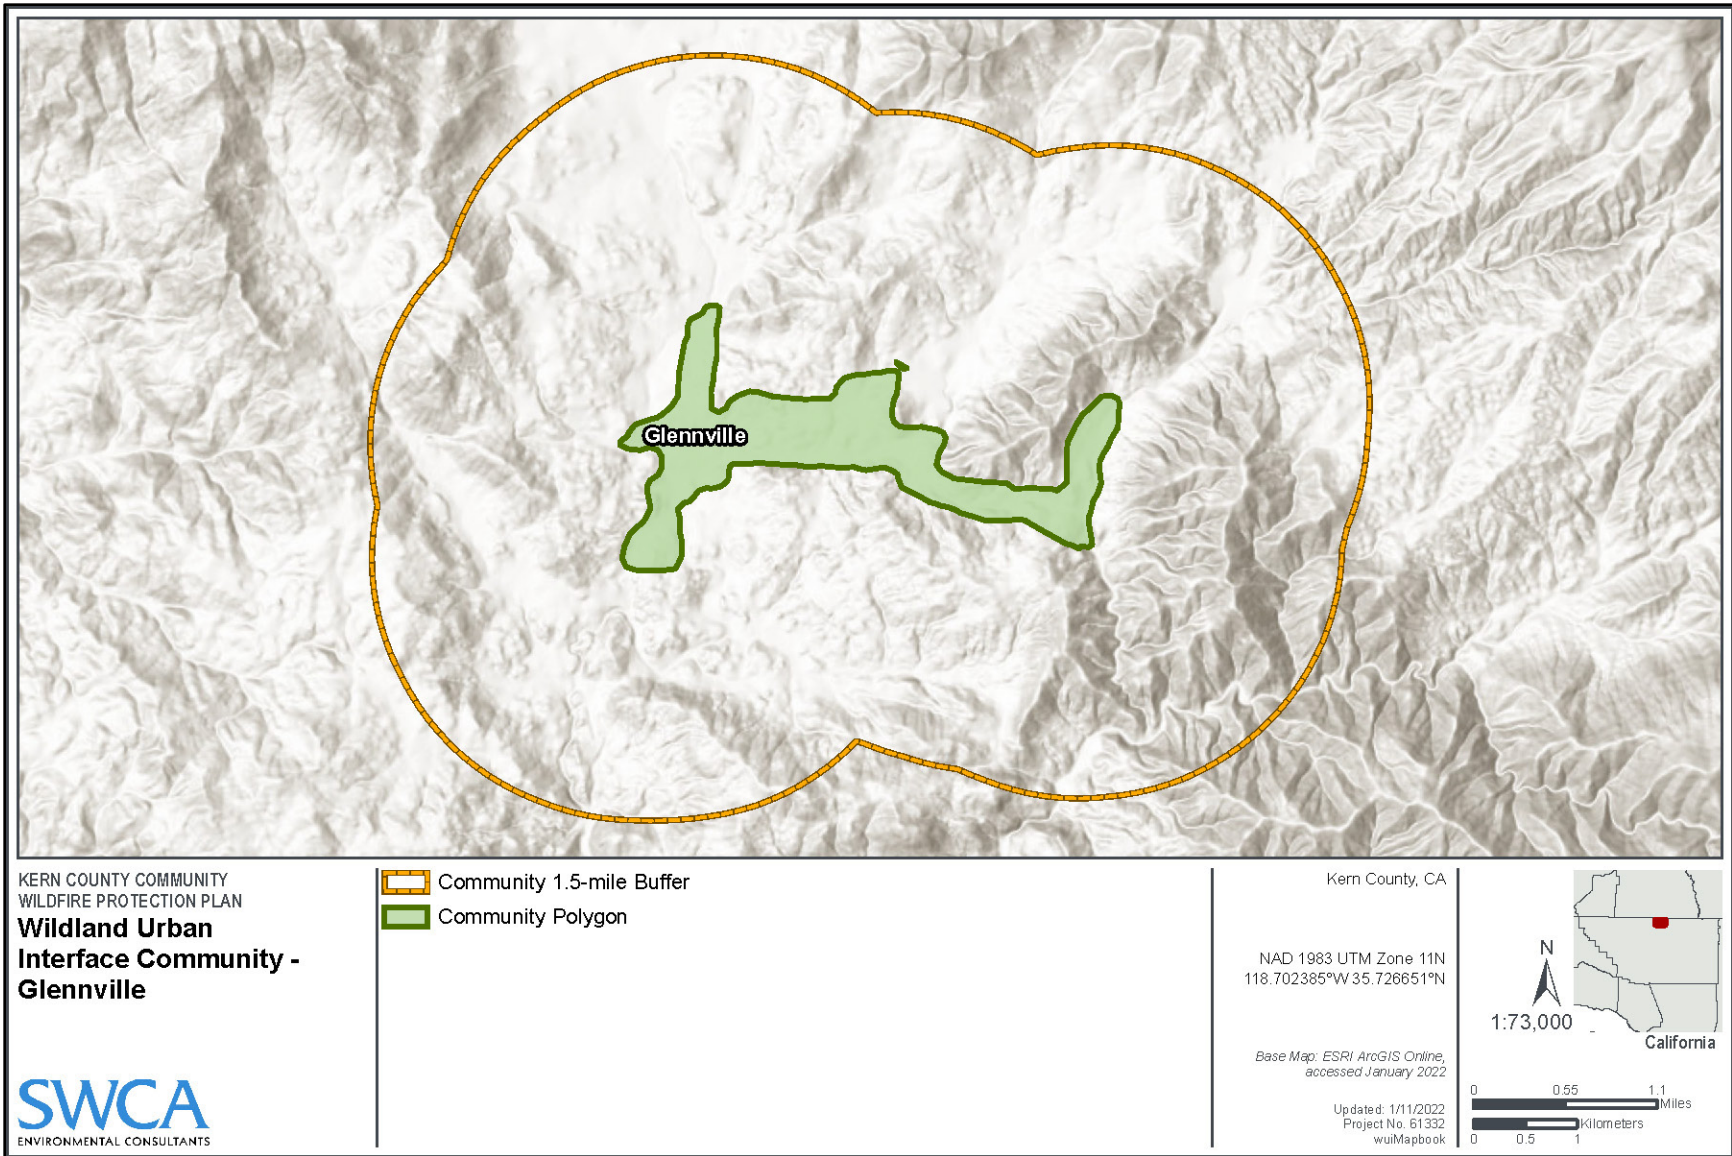 Glennville
KERN COUNTY COMMUNITY
WILDFIRE PROTECTION PLAN
Wildland Urban
Interface Community -
Glennville
SWCA
ENVIRONMENTAL CONSULTANTS
Community 1.5-mile Buffer
Community Polygon
Kern County, CA
NAD 1983 UTM Zone 11N
118.702385°W 35.726651°N
Base Map: ESRI ArcGIS Online,
accessed January 2022
Updated: 1/11/2022
Project No. 61332
wuiMapbook
N
1:73,000
California
0 0.55 1.1
Miles
Kilometers
0 0.5 1